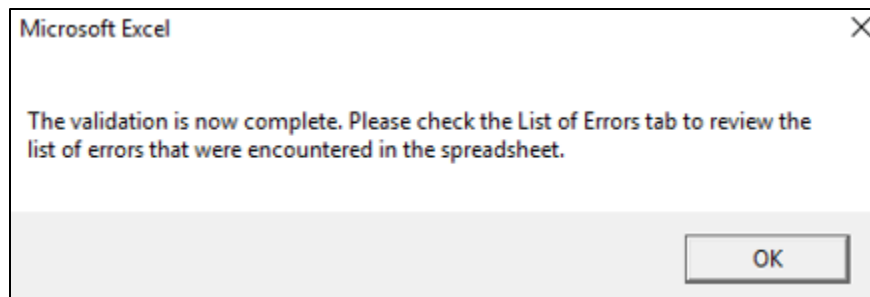 Microsoft Excel
The validation is now complete. Please check the List of Errors tab to review the
list of errors that were encountered in the spreadsheet.
OK